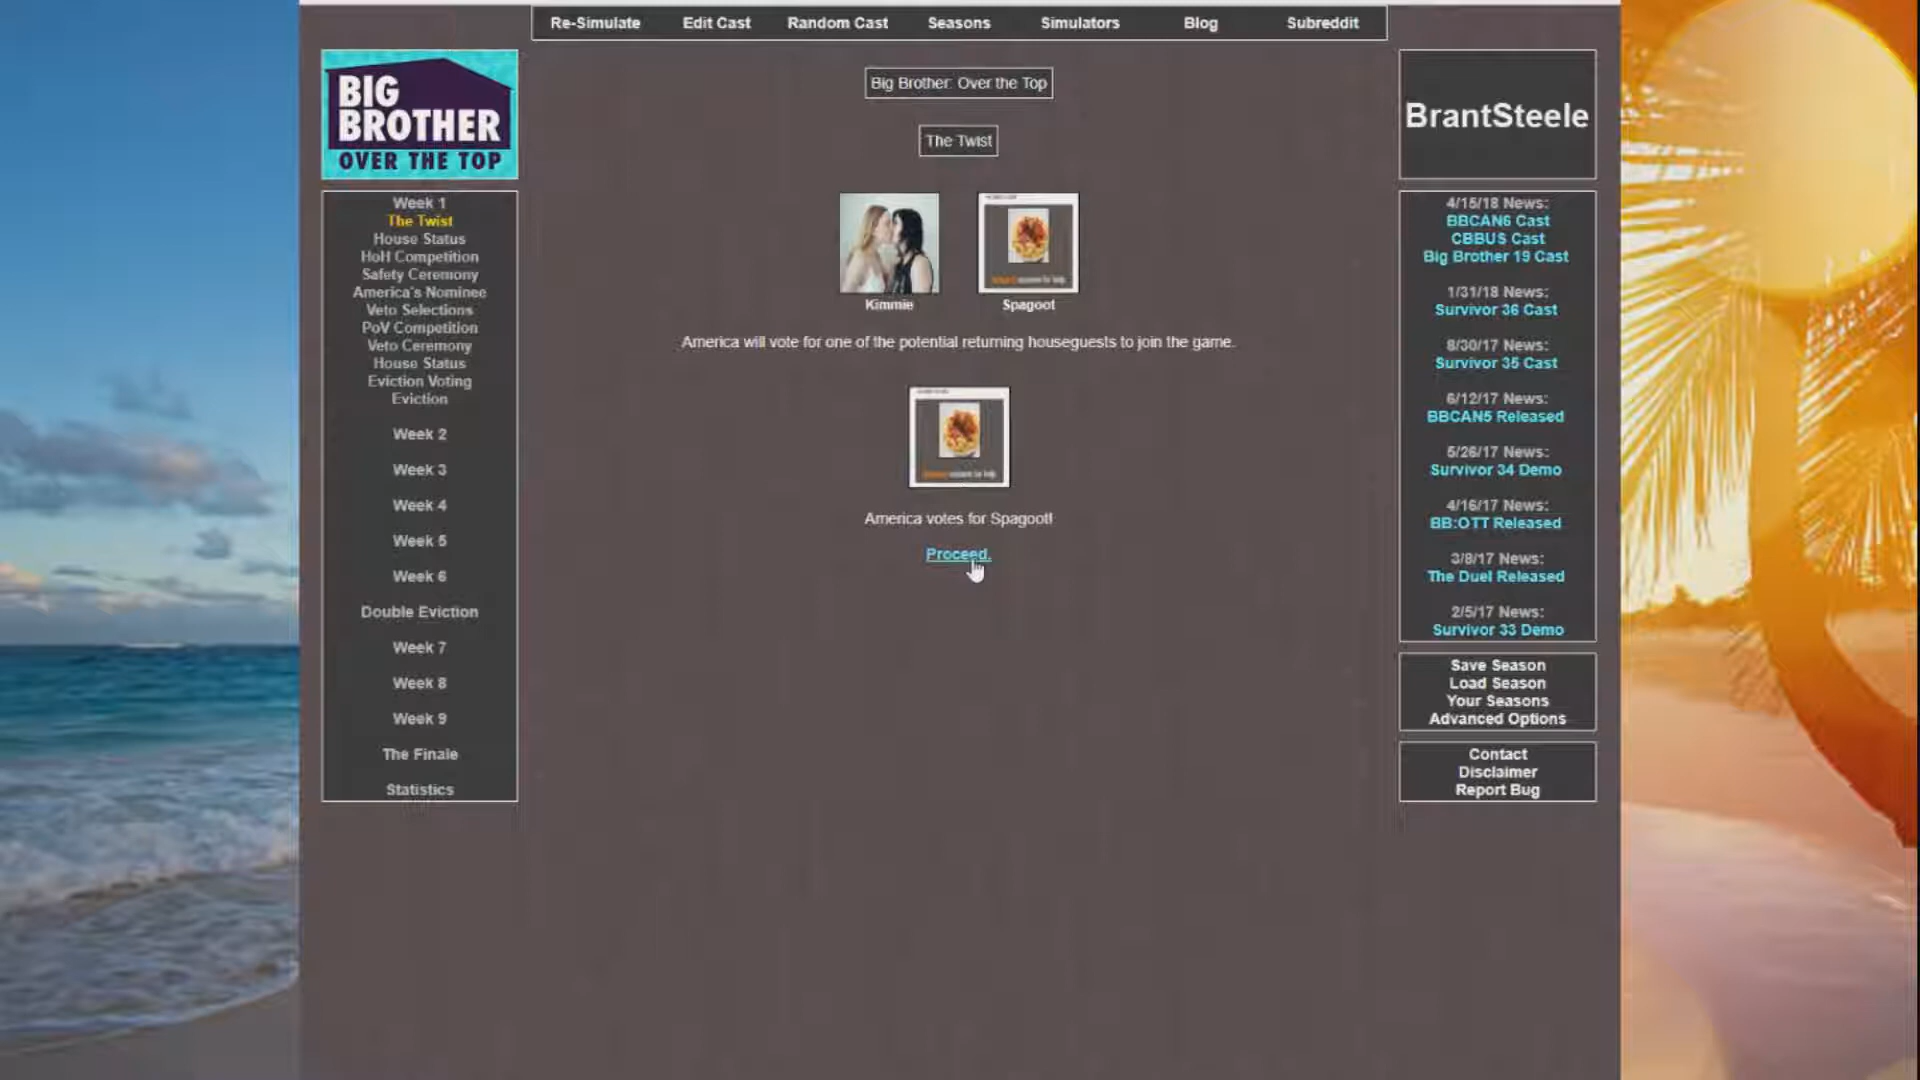 Re-Simulate Edit Cast Random Cast Seasons Simulators Blog Subreddit
BIG
BROTHER
OVER THE TOP
Week 1
The Twist
House Status
HoH Competition
Safety Ceremony
America's Nominee
Veto Selections
PoV Competition
Veto Ceremony
House Status
Eviction Voting
Eviction
Week 2
Week 3
Week 4
Week 5
Week 6
Double Eviction
Week 7
Week 8
Week 9
The Finale
Statistics
Big Brother: Over the Top
The Twist
Kimmie Spagoot
America will vote for one of the potential returning houseguests to join the game.
America votes for Spagoot!
Proceed.
BrantSteele
4/15/18 News:
BBCAN6 Cast
CBBUS Cast
Big Brother 19 Cast
1/31/18 News:
Survivor 36 Cast
8/30/17 News:
Survivor 35 Cast
6/12/17 News:
BBCAN5 Released
5/26/17 News:
Survivor 34 Demo
4/16/17 News:
BB:OTT Released
3/8/17 News:
The Duel Released
2/5/17 News:
Survivor 33 Demo
Save Season
Load Season
Your Seasons
Advanced Options
Contact
Disclaimer
Report Bug